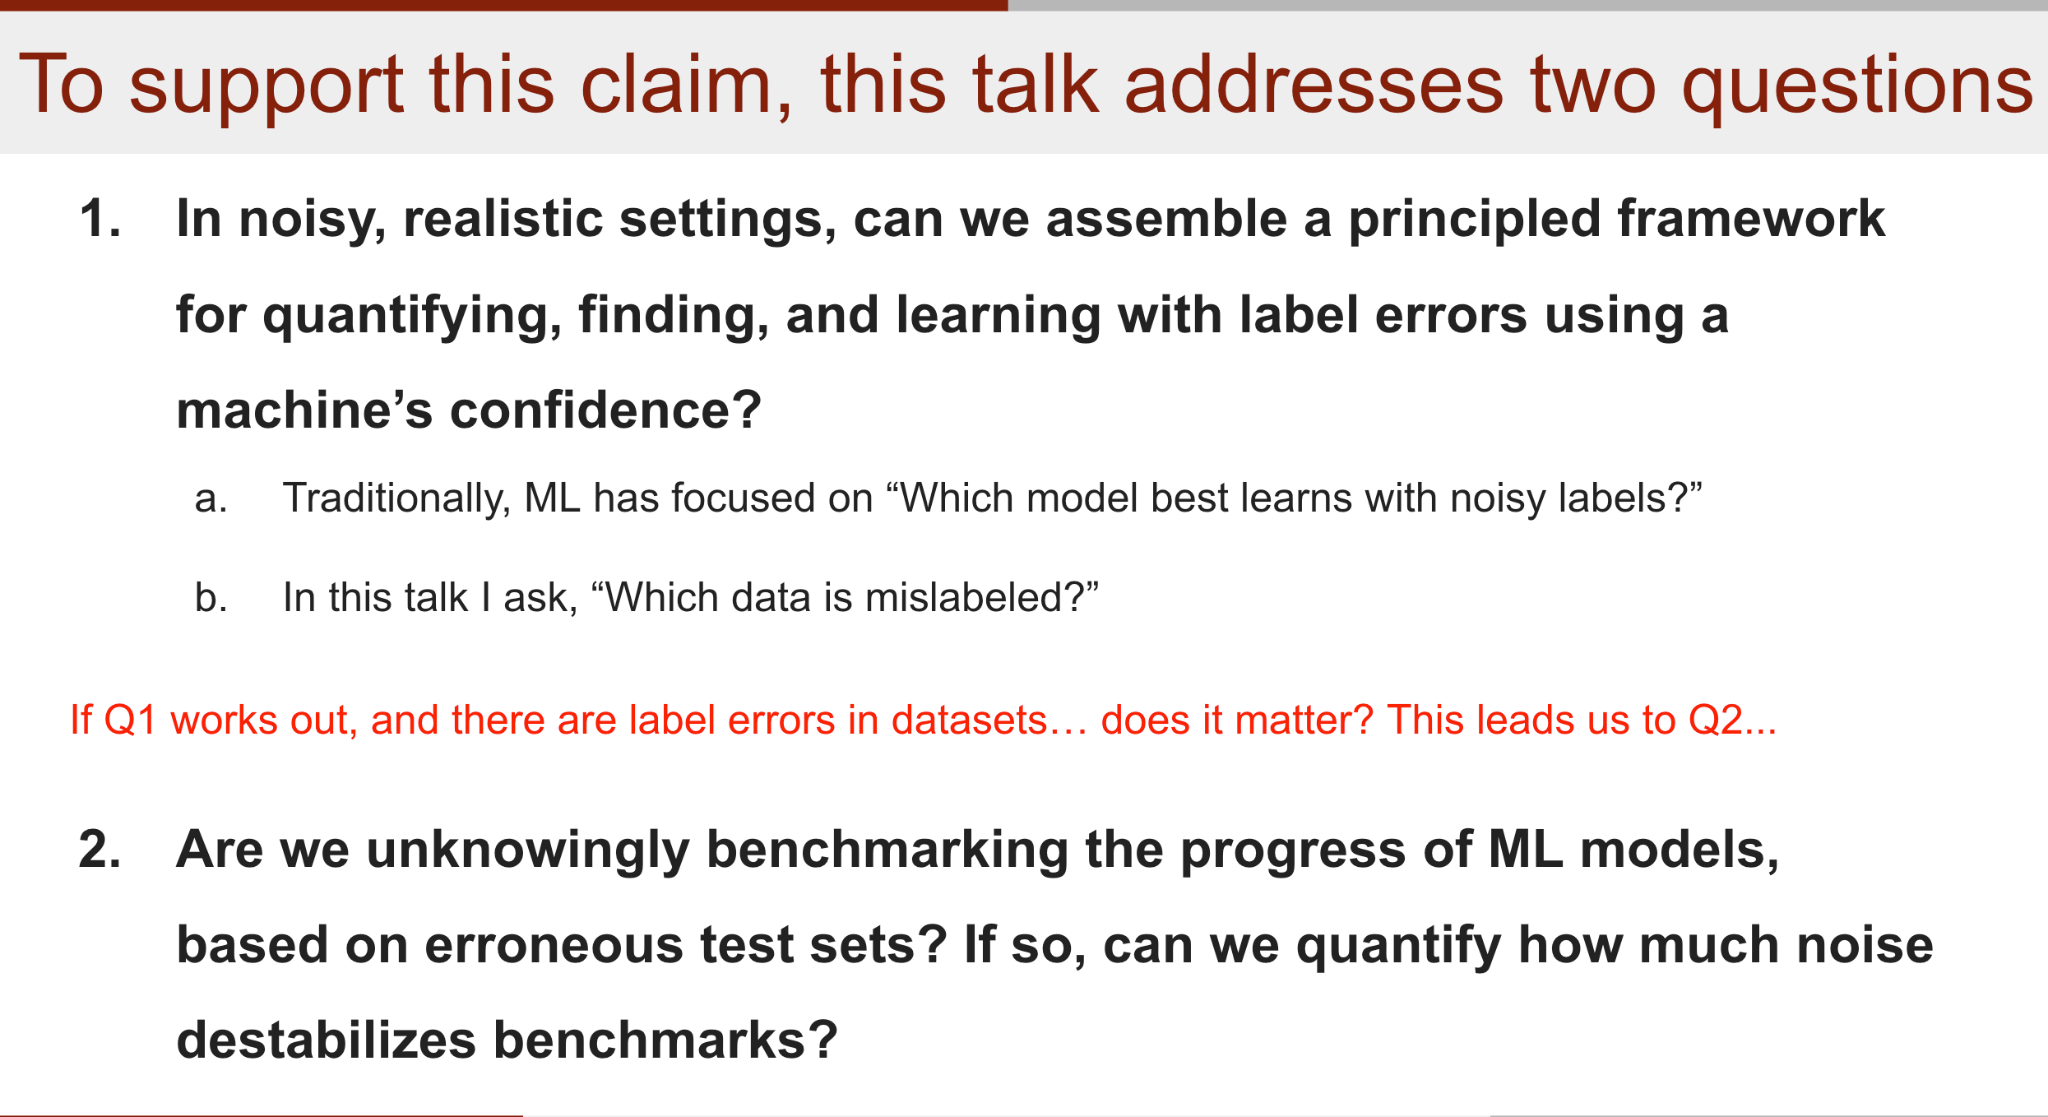 To support this claim, this talk addresses two questions
1. In noisy, realistic settings, can we assemble a principled framework
for quantifying, finding, and learning with label errors using a
machine’s confidence?
a. Traditionally, ML has focused on “Which model best learns with noisy labels?”
b. In this talk I ask, “Which data is mislabeled?”
If Q1 works out, and there are label errors in datasets… does it matter? This leads us to Q2...
2. Are we unknowingly benchmarking the progress of ML models,
based on erroneous test sets? If so, can we quantify how much noise
destabilizes benchmarks?